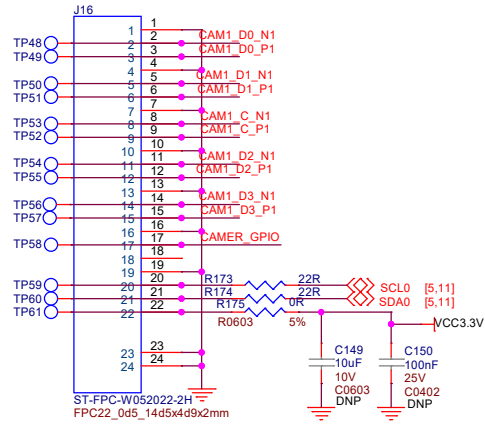 J16
1 1
TP48 2 2 CAM1_D0_N1
TP49 3 3 CAM1_D0_P1
4 4
TP50 5 5 CAM1_D1_N1
TP51 6 6 CAM1_D1_P1
7 7
TP53 8 8 CAM1_C_N1
TP52 9 9 CAM1_C_P1
10 10
TP54 11 11 CAM1_D2_N1
TP55 12 12 CAM1_D2_P1
13 13
TP56 14 14 CAM1_D3_N1
TP57 15 15 CAM1_D3_P1
16 16
TP58 17 17 CAMER_GPIO
18 18
19 19
TP59 20 20 R173 22R SCL0 [5,11]
TP60 21 21 R174 22R SDA0 [5,11]
TP61 22 22 R175 0R
R0603 5% VCC3.3V
23 23
24 24
C149 C150
10uF 100nF
10V 25V
C0603 C0402
DNP DNP
ST-FPC-W052022-2H
FPC22_0d5_14d5x4d9x2mm